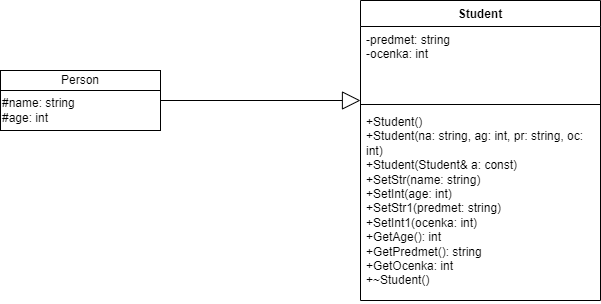 Person
#name: string
#age: int
Student
-predmet: string
-ocenka: int
+Student()
+Student(na: string, ag: int, pr: string, oc:
int)
+Student(Student& a: const)
+SetStr(name: string)
+SetInt(age: int)
+SetStr1(predmet: string)
+SetInt1(ocenka: int)
+GetAge(): int
+GetPredmet(): string
+GetOcenka: int
+~Student()